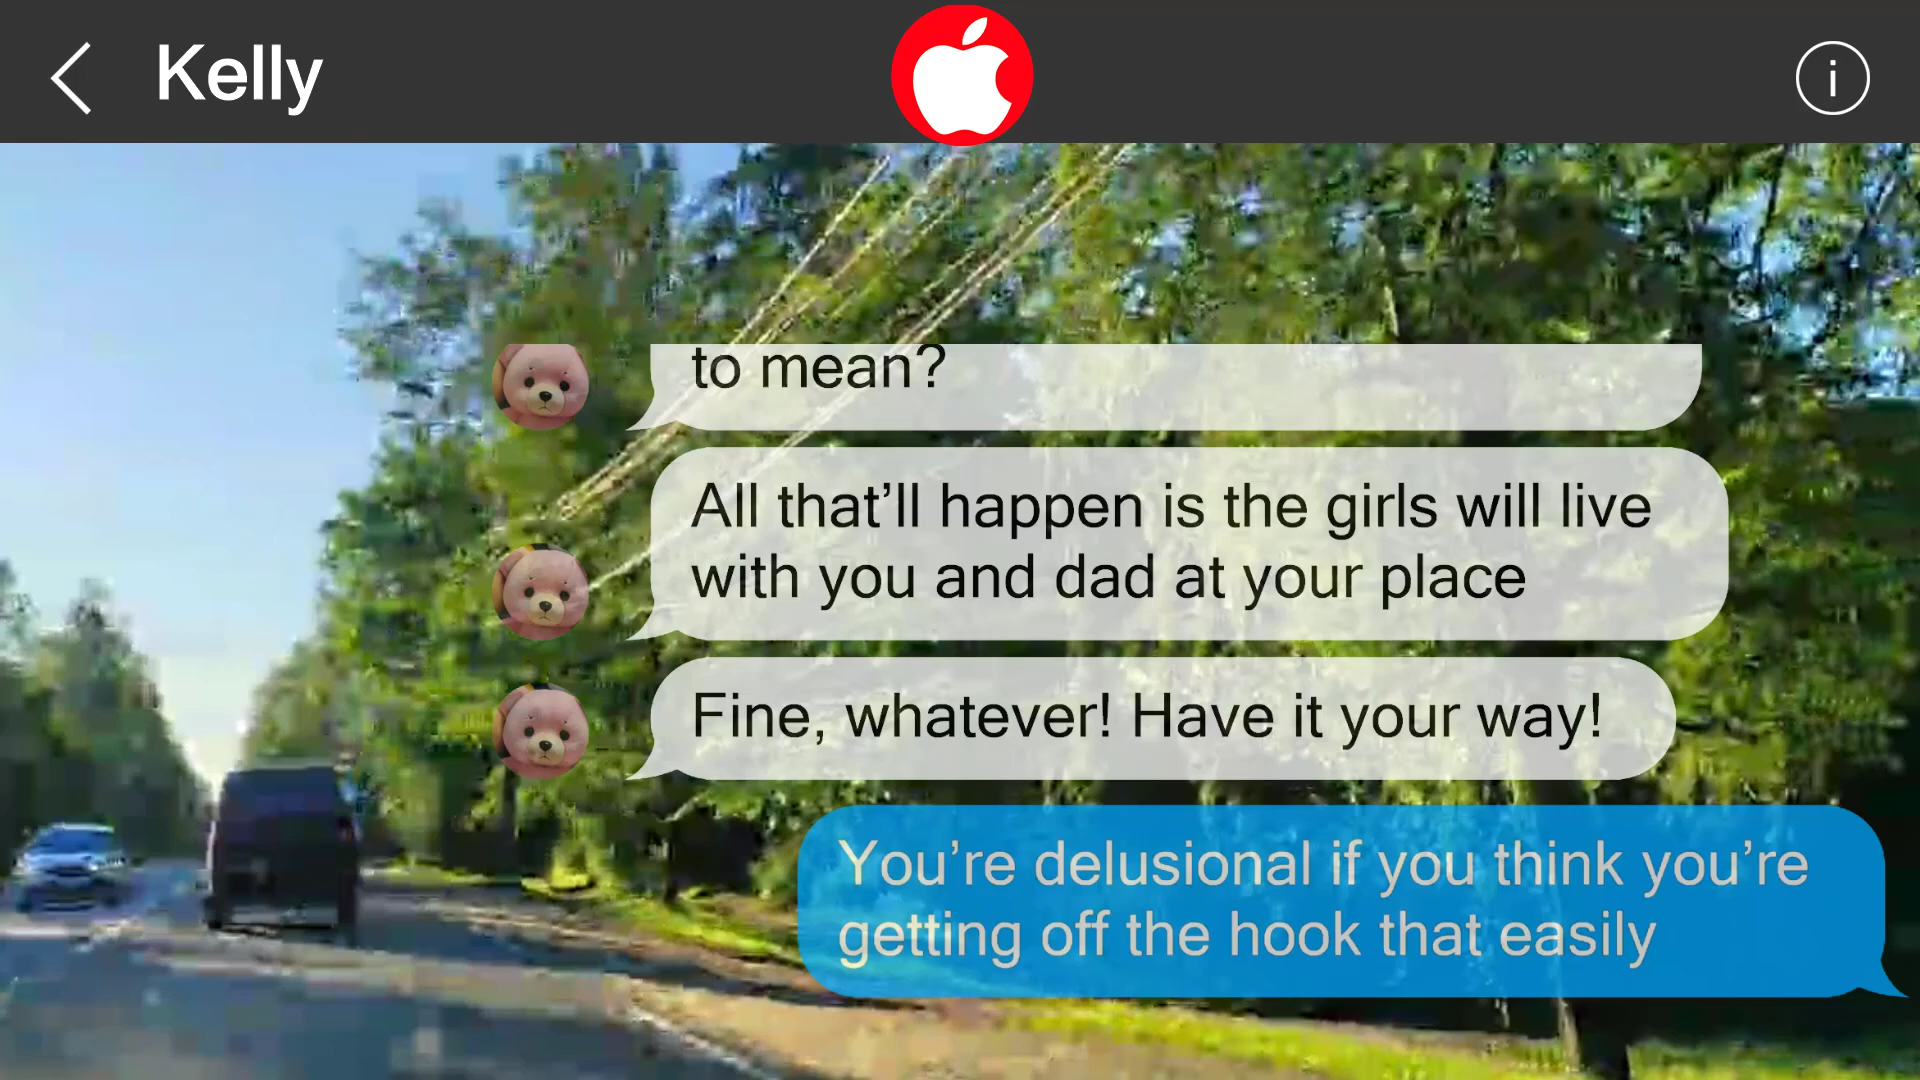 Kelly
i
to mean?
All that’ll happen is the girls will live
with you and dad at your place
Fine, whatever! Have it your way!
You’re delusional if you think you’re
getting off the hook that easily